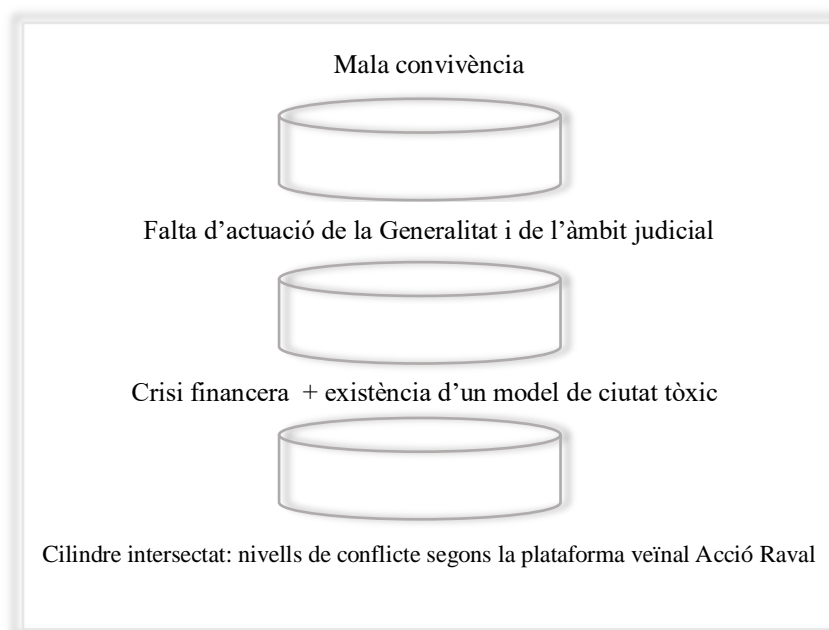 Mala convivència
Falta d’actuació de la Generalitat i de l’àmbit judicial
Crisi financera + existència d’un model de ciutat tòxic
Cilindre intersectat: nivells de conflicte segons la plataforma veïnal Acció Raval